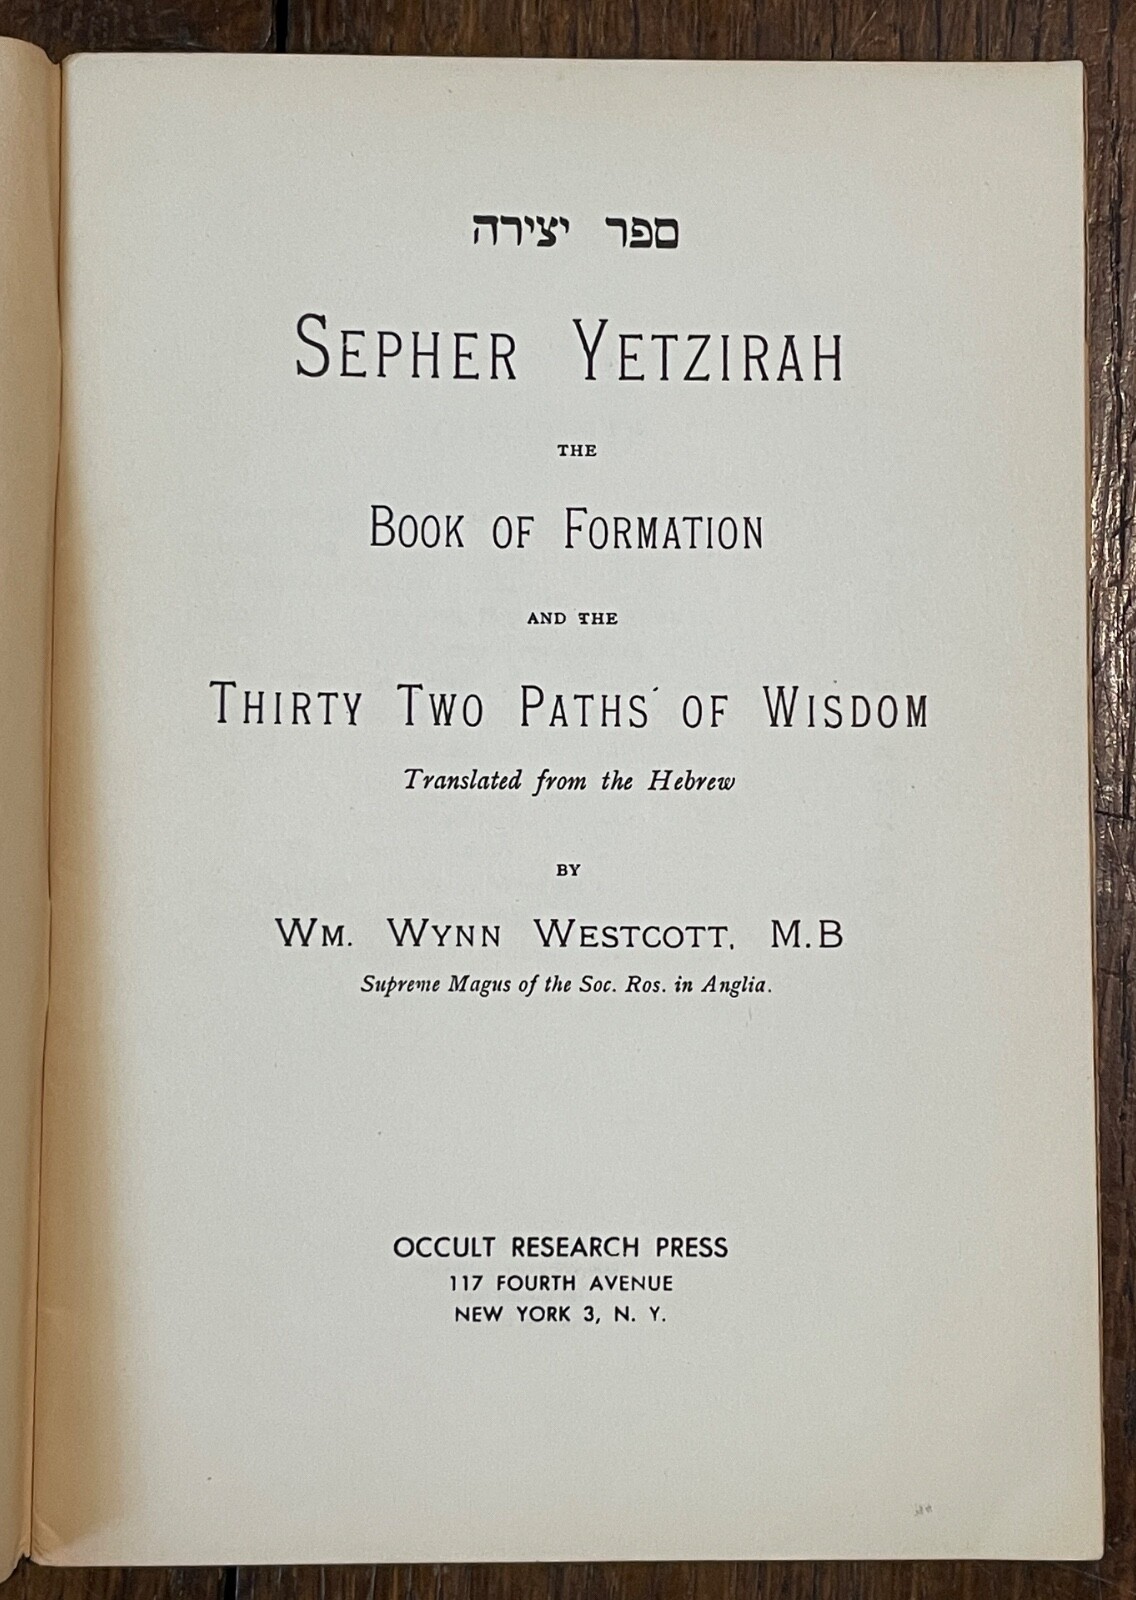 ספר יצירה
SEPHER YETZIRAH
THE
BOOK OF FORMATION
AND THE
THIRTY TWO PATHS OF WISDOM
Translated from the Hebrew
BY
WM. WYNN WESTCOTT, M.B
Supreme Magus of the Soc. Ros. in Anglia.
OCCULT RESEARCH PRESS
117 FOURTH AVENUE
NEW YORK 3, N. Y.